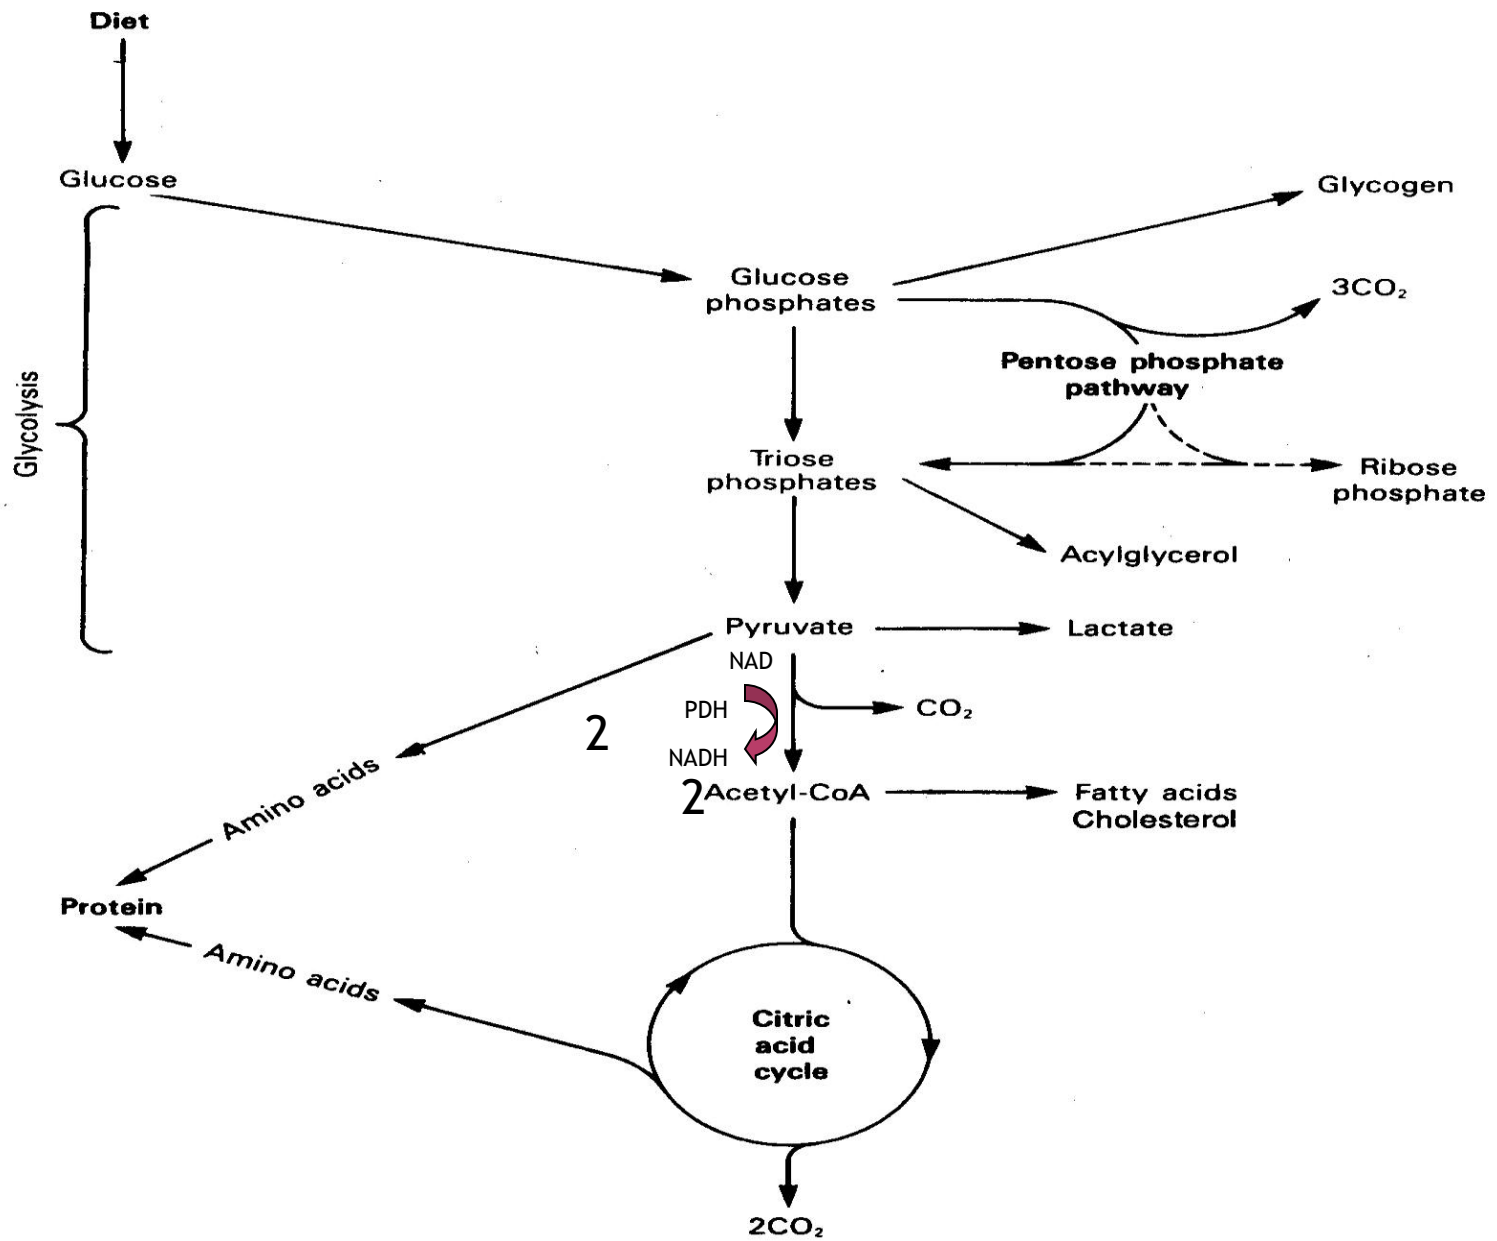 Diet
Glucose
Glycogen
Glucose
phosphates
3CO₂
Pentose phosphate
pathway
Glycolysis
Triose
phosphates
Ribose
phosphate
Acylglycerol
Pyruvate
Lactate
NAD
PDH
CO₂
2
NADH
2Acetyl-CoA
Fatty acids
Cholesterol
Amino acids
Protein
Amino acids
Citric
acid
cycle
2CO₂